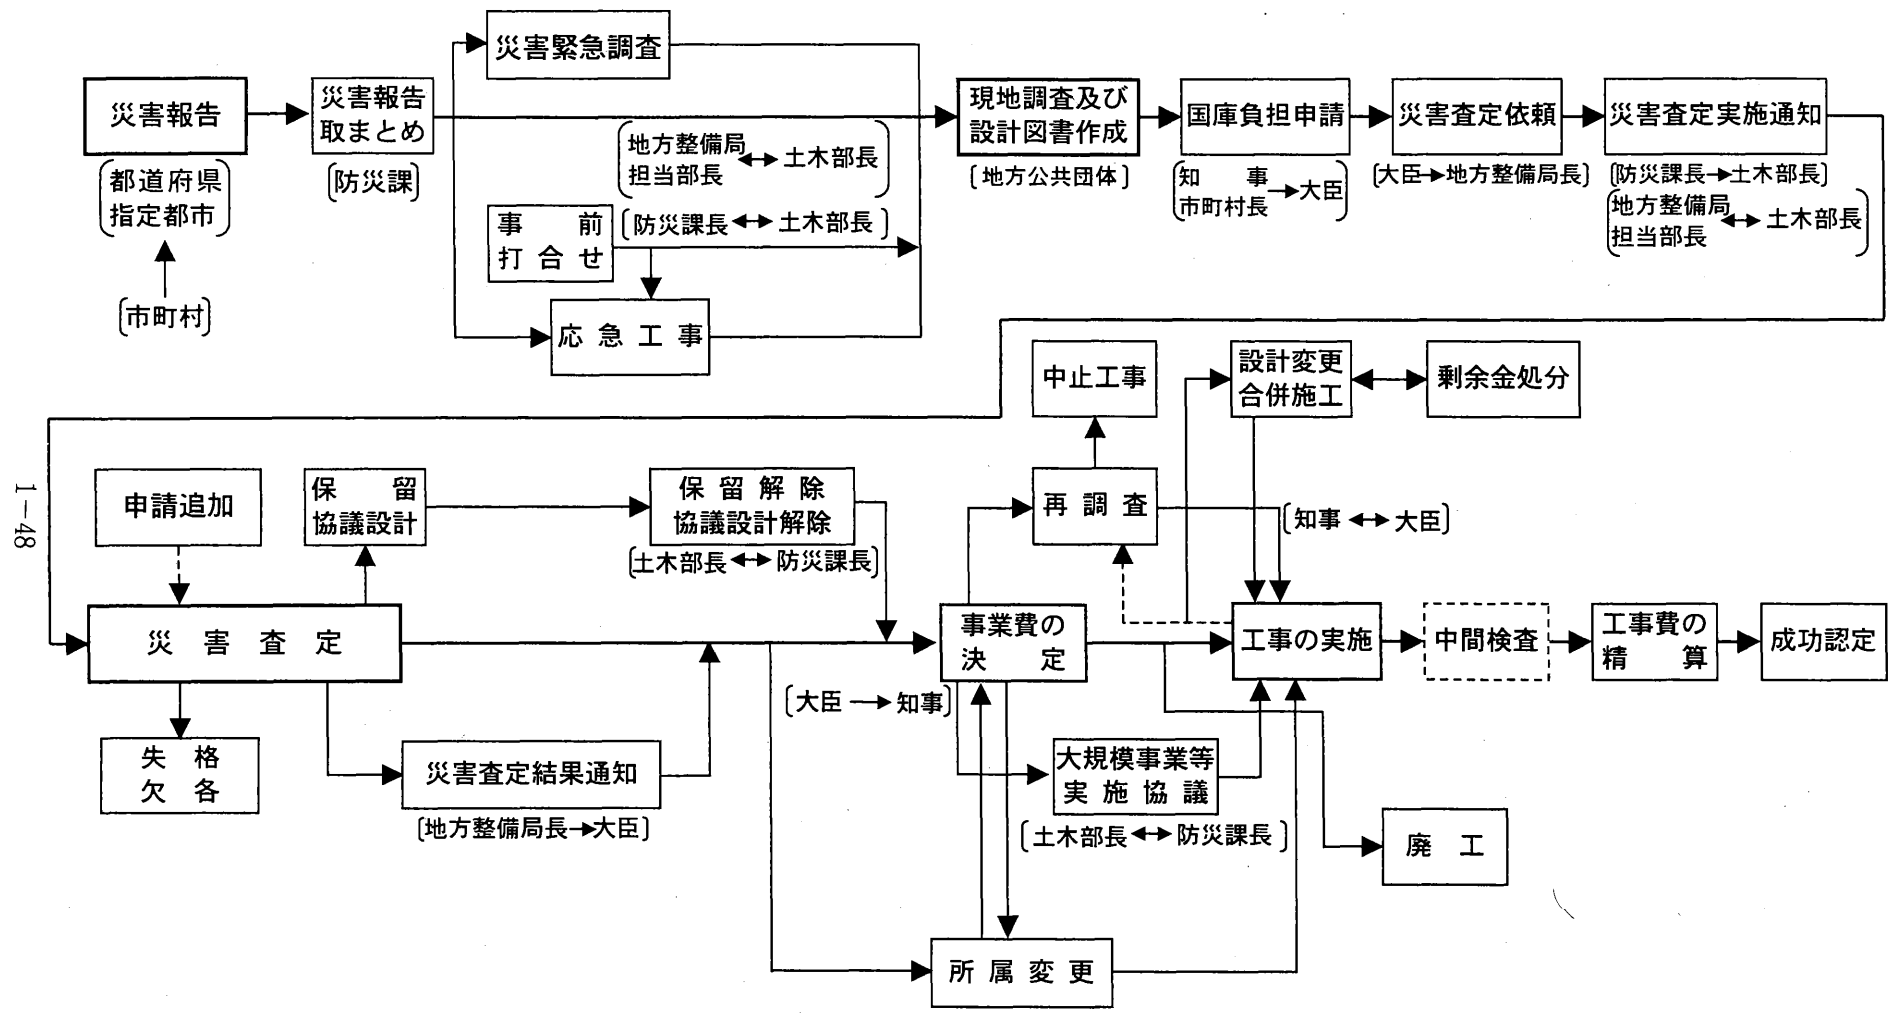 災害緊急調査
災害報告
災害報告
取まとめ
現地調査及び
設計図書作成
国庫負担申請
災害査定依頼
災害査定実施通知
〔都道府県
指定都市〕
〔防災課〕
〔地方整備局
担当部長 ↔ 土木部長〕
〔地方公共団体〕
〔知 事
市町村長 → 大臣〕
〔大臣→地方整備局長〕
〔防災課長→土木部長〕
〔地方整備局
担当部長 ↔ 土木部長〕
事 前
打 合 せ
〔防災課長 ↔ 土木部長〕
〔市町村〕
応 急 工 事
中止工事
設計変更
合併施工
剰余金処分
申請追加
保 留
協議設計
保 留 解 除
協議設計解除
〔土木部長 ↔ 防災課長〕
再 調 査
〔知事 ↔ 大臣〕
1－48
災 害 査 定
事業費の
決 定
〔大臣 → 知事〕
工事の実施
中間検査
工事費の
精 算
成功認定
失 格
欠 各
災害査定結果通知
〔地方整備局長→大臣〕
大規模事業等
実 施 協 議
〔土木部長 ↔ 防災課長〕
廃 工
所 属 変 更